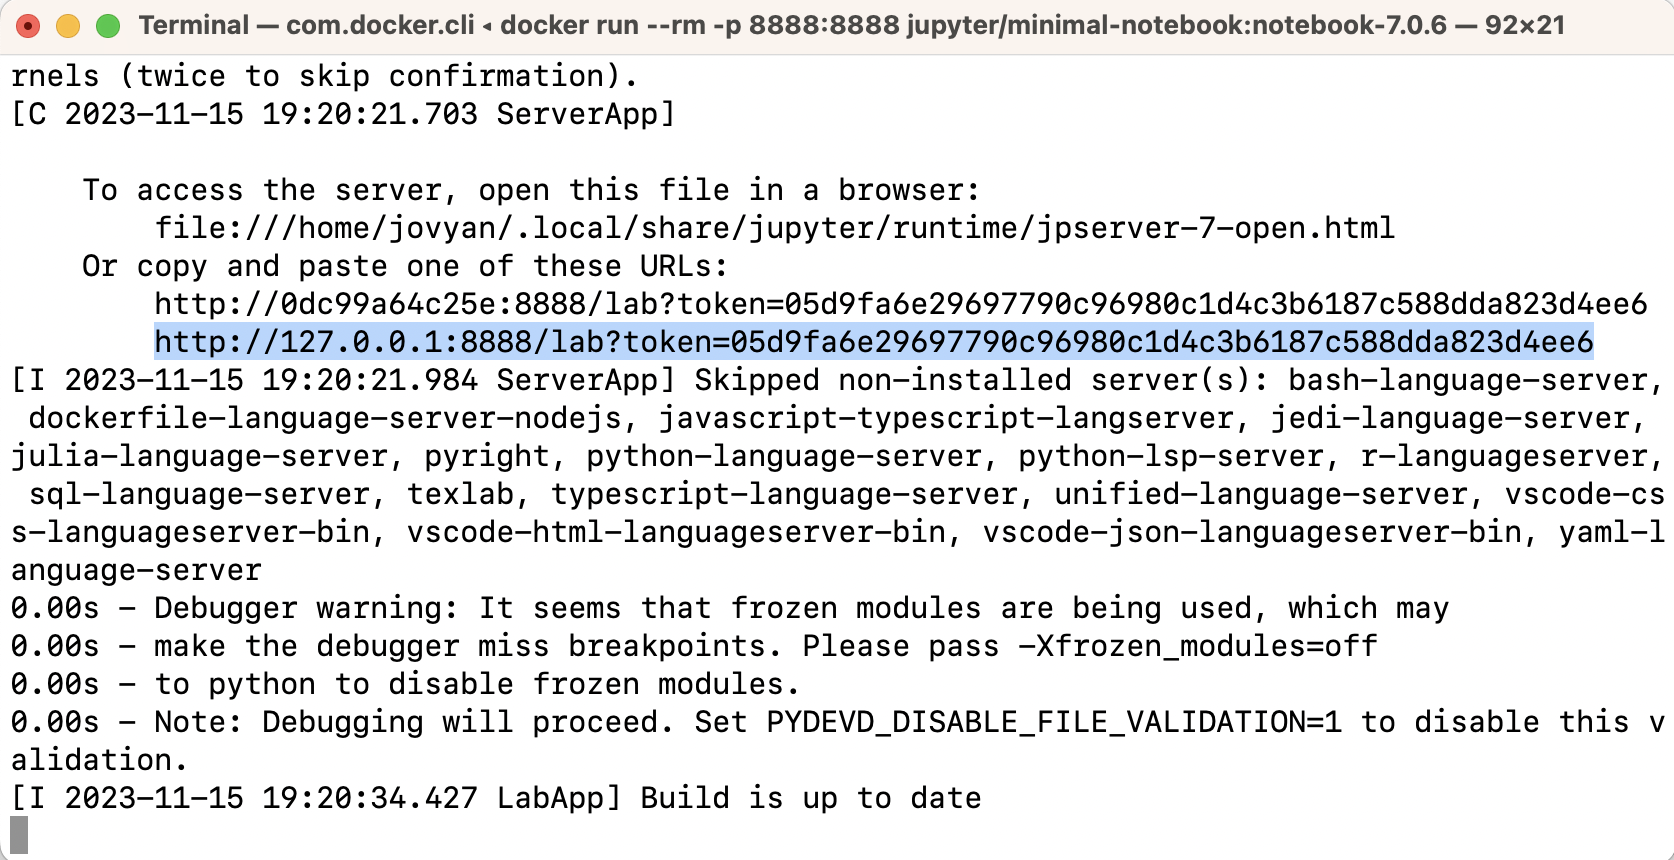 Terminal — com.docker.cli ◂ docker run --rm -p 8888:8888 jupyter/minimal-notebook:notebook-7.0.6 — 92×21
rnels (twice to skip confirmation).
[C 2023-11-15 19:20:21.703 ServerApp]
To access the server, open this file in a browser:
file:///home/jovyan/.local/share/jupyter/runtime/jpserver-7-open.html
Or copy and paste one of these URLs:
http://0dc99a64c25e:8888/lab?token=05d9fa6e29697790c96980c1d4c3b6187c588dda823d4ee6
http://127.0.0.1:8888/lab?token=05d9fa6e29697790c96980c1d4c3b6187c588dda823d4ee6
[I 2023-11-15 19:20:21.984 ServerApp] Skipped non-installed server(s): bash-language-server,
dockerfile-language-server-nodejs, javascript-typescript-langserver, jedi-language-server,
julia-language-server, pyright, python-language-server, python-lsp-server, r-languageserver,
sql-language-server, texlab, typescript-language-server, unified-language-server, vscode-cs
s-languageserver-bin, vscode-html-languageserver-bin, vscode-json-languageserver-bin, yaml-l
anguage-server
0.00s - Debugger warning: It seems that frozen modules are being used, which may
0.00s - make the debugger miss breakpoints. Please pass -Xfrozen_modules=off
0.00s - to python to disable frozen modules.
0.00s - Note: Debugging will proceed. Set PYDEVD_DISABLE_FILE_VALIDATION=1 to disable this v
alidation.
[I 2023-11-15 19:20:34.427 LabApp] Build is up to date